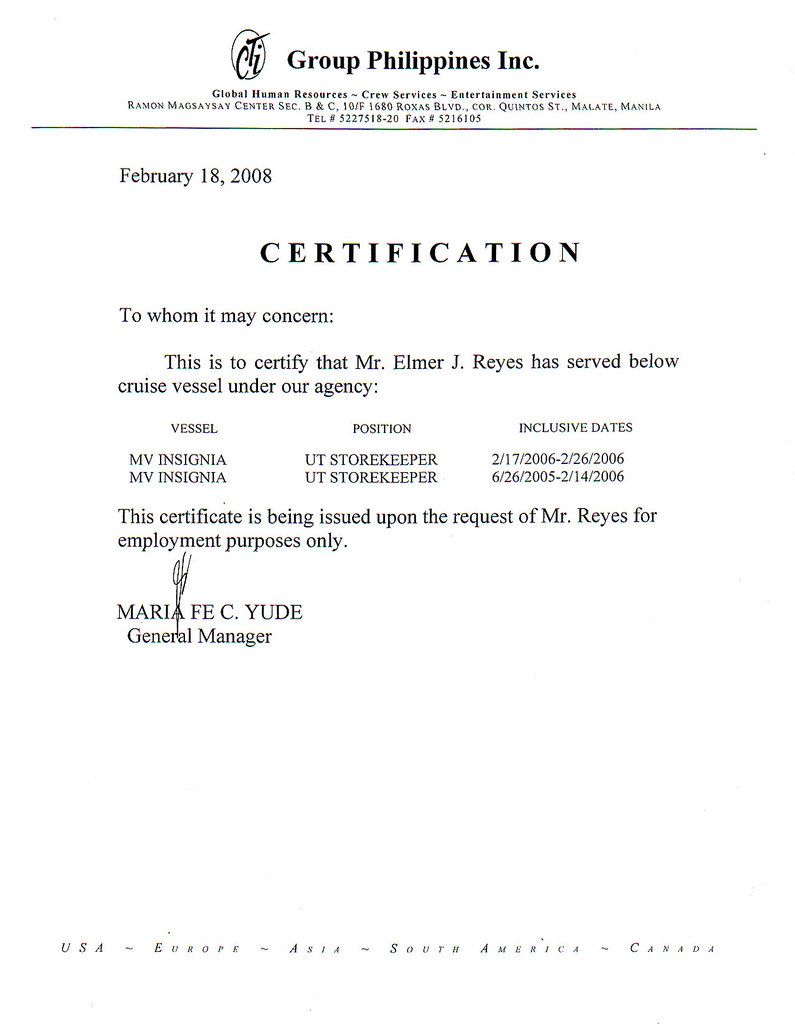 CTi Group Philippines Inc.
Global Human Resources ~ Crew Services ~ Entertainment Services
RAMON MAGSAYSAY CENTER SEC. B & C, 10/F 1680 ROXAS BLVD., COR. QUINTOS ST., MALATE, MANILA
TEL # 5227518-20 FAX # 5216105
February 18, 2008
CERTIFICATION
To whom it may concern:
This is to certify that Mr. Elmer J. Reyes has served below
cruise vessel under our agency:
VESSEL POSITION INCLUSIVE DATES
MV INSIGNIA UT STOREKEEPER 2/17/2006-2/26/2006
MV INSIGNIA UT STOREKEEPER 6/26/2005-2/14/2006
This certificate is being issued upon the request of Mr. Reyes for
employment purposes only.
MARIA FE C. YUDE
General Manager
USA ~ EUROPE ~ ASIA ~ SOUTH AMERICA ~ CANADA